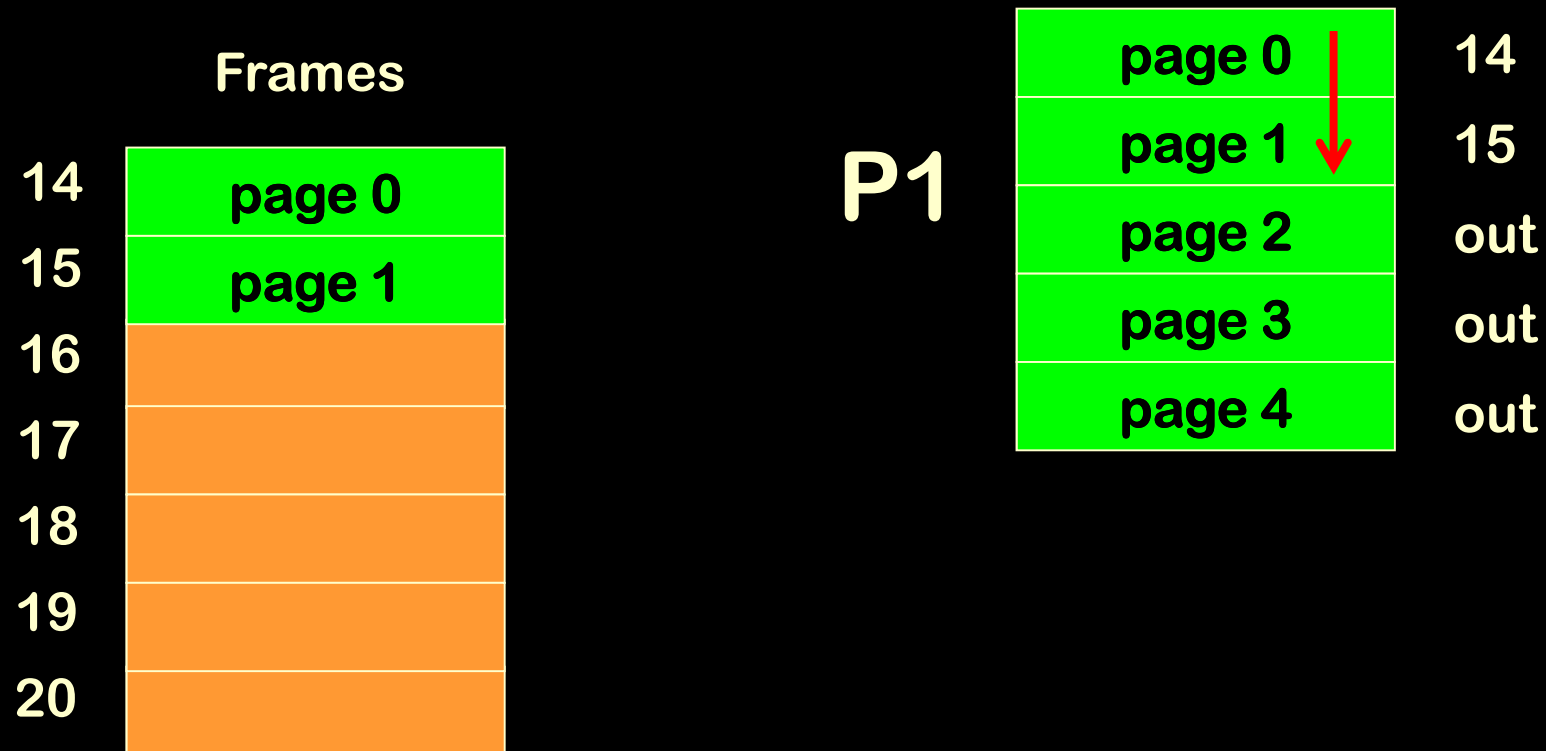 Frames
14 page 0
15 page 1
16
17
18
19
20
P1
page 0 14
page 1 15
page 2 out
page 3 out
page 4 out